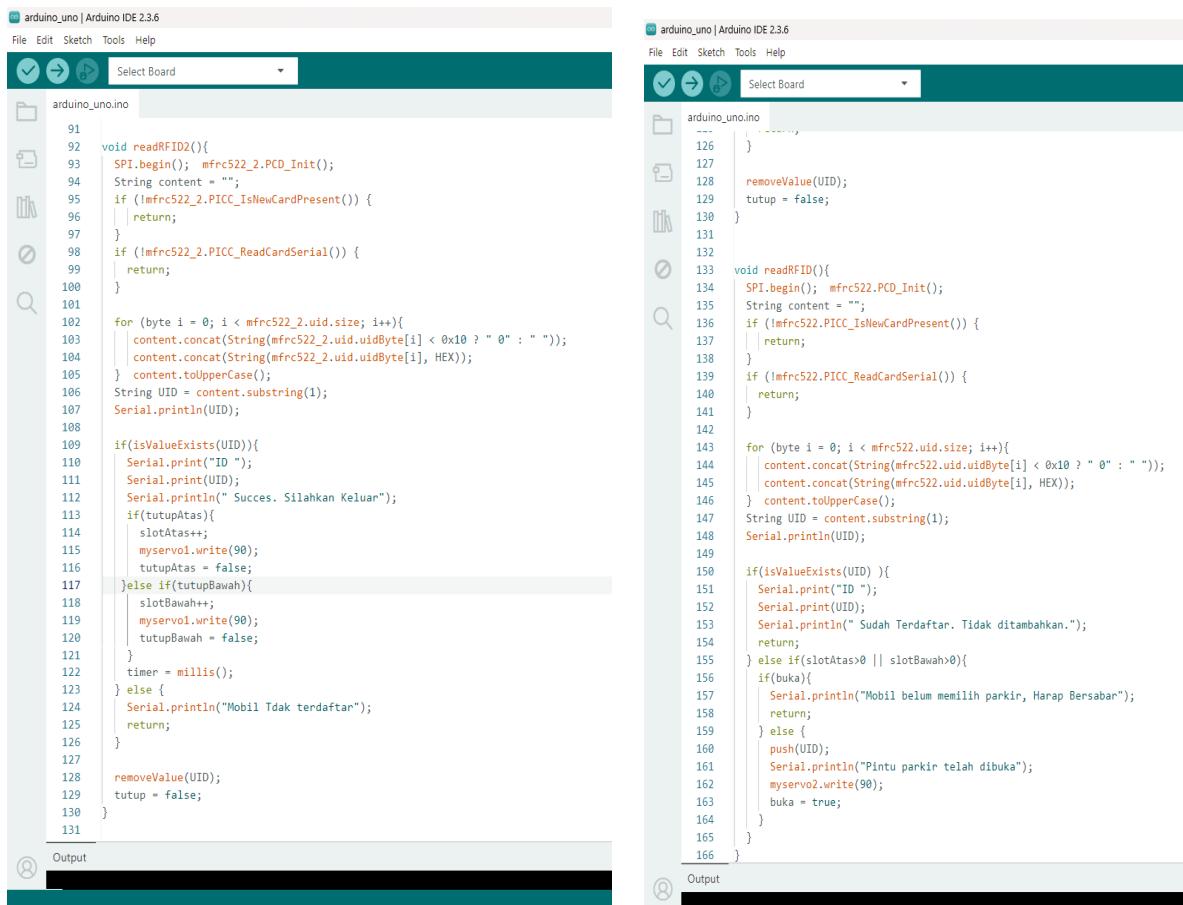 arduino_uno | Arduino IDE 2.3.6
File Edit Sketch Tools Help
Select Board
arduino_uno.ino
91
92 void readRFID2(){
93 SPI.begin(); mfrc522_2.PCD_Init();
94 String content = "";
95 if (!mfrc522_2.PICC_IsNewCardPresent()) {
96 return;
97 }
98 if (!mfrc522_2.PICC_ReadCardSerial()) {
99 return;
100 }
101
102 for (byte i = 0; i < mfrc522_2.uid.size; i++){
103 content.concat(String(mfrc522_2.uid.uidByte[i] < 0x10 ? " 0" : " "));
104 content.concat(String(mfrc522_2.uid.uidByte[i], HEX));
105 } content.toUpperCase();
106 String UID = content.substring(1);
107 Serial.println(UID);
108
109 if(isValueExists(UID)){
110 Serial.print("ID ");
111 Serial.print(UID);
112 Serial.println(" Succes. Silahkan Keluar");
113 if(tutupAtas){
114 slotAtas++;
115 myservo1.write(90);
116 tutupAtas = false;
117 }else if(tutupBawah){
118 slotBawah++;
119 myservo1.write(90);
120 tutupBawah = false;
121 }
122 timer = millis();
123 } else {
124 Serial.println("Mobil Tdak terdaftar");
125 return;
126 }
127
128 removeValue(UID);
129 tutup = false;
130 }
131
Output
arduino_uno | Arduino IDE 2.3.6
File Edit Sketch Tools Help
Select Board
arduino_uno.ino
126 }
127
128 removeValue(UID);
129 tutup = false;
130 }
131
132
133 void readRFID(){
134 SPI.begin(); mfrc522.PCD_Init();
135 String content = "";
136 if (!mfrc522.PICC_IsNewCardPresent()) {
137 return;
138 }
139 if (!mfrc522.PICC_ReadCardSerial()) {
140 return;
141 }
142
143 for (byte i = 0; i < mfrc522.uid.size; i++){
144 content.concat(String(mfrc522.uid.uidByte[i] < 0x10 ? " 0" : " "));
145 content.concat(String(mfrc522.uid.uidByte[i], HEX));
146 } content.toUpperCase();
147 String UID = content.substring(1);
148 Serial.println(UID);
149
150 if(isValueExists(UID) ){
151 Serial.print("ID ");
152 Serial.print(UID);
153 Serial.println(" Sudah Terdaftar. Tidak ditambahkan.");
154 return;
155 } else if(slotAtas>0 || slotBawah>0){
156 if(buka){
157 Serial.println("Mobil belum memilih parkir, Harap Bersabar");
158 return;
159 } else {
160 push(UID);
161 Serial.println("Pintu parkir telah dibuka");
162 myservo2.write(90);
163 buka = true;
164 }
165 }
166 }
Output